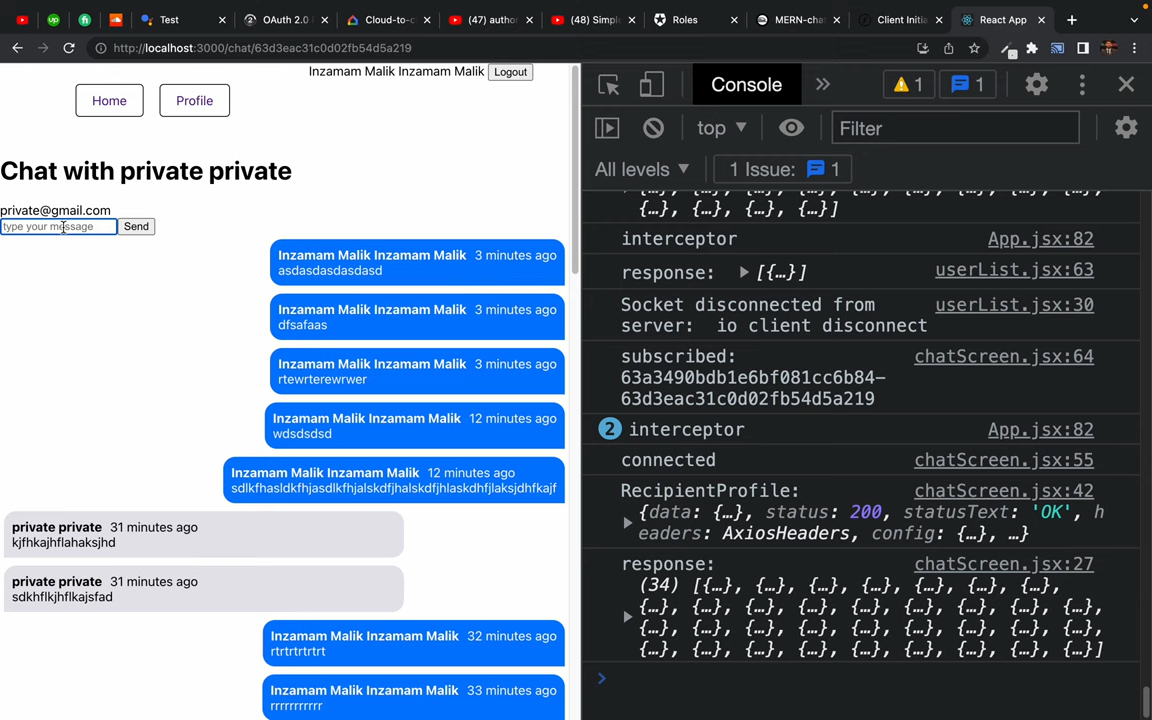 Test
OAuth 2.0
Cloud-to-c
(47) author
(48) Simple
Roles
MERN-cha
Client Initia
React App
http://localhost:3000/chat/63d3eac31c0d02fb54d5a219
Inzamam Malik Inzamam Malik Logout
Home Profile
Chat with private private
private@gmail.com
type your message Send
Inzamam Malik Inzamam Malik 3 minutes ago
asdasdasdasdasd
Inzamam Malik Inzamam Malik 3 minutes ago
dfsafaas
Inzamam Malik Inzamam Malik 3 minutes ago
rtewrterewrwer
Inzamam Malik Inzamam Malik 12 minutes ago
wdsdsdsd
Inzamam Malik Inzamam Malik 12 minutes ago
sdlkfhasldkfhjasdlkfhjalskdfjhalskdfjhlaskdhfjlaksjdhfkajf
private private 31 minutes ago
kjfhkajhflahaksjhd
private private 31 minutes ago
sdkhflkjhflkajsfad
Inzamam Malik Inzamam Malik 32 minutes ago
rtrtrtrtrtrt
Inzamam Malik Inzamam Malik 33 minutes ago
rrrrrrrrrrr
Console » 1 1
top Filter
All levels 1 Issue: 1
{…}, {…}, {…}, {…}, {…}, {…}, {…},
{…}, {…}, {…}, {…}]
interceptor App.jsx:82
response: [{…}] userList.jsx:63
Socket disconnected from userList.jsx:30
server: io client disconnect
subscribed: chatScreen.jsx:64
63a3490bdb1e6bf081cc6b84-
63d3eac31c0d02fb54d5a219
2 interceptor App.jsx:82
connected chatScreen.jsx:55
RecipientProfile: chatScreen.jsx:42
{data: {…}, status: 200, statusText: 'OK', h
eaders: AxiosHeaders, config: {…}, …}
response: chatScreen.jsx:27
(34) [{…}, {…}, {…}, {…}, {…}, {…},
{…}, {…}, {…}, {…}, {…}, {…}, {…}, {…},
{…}, {…}, {…}, {…}, {…}, {…}, {…}, {…},
{…}, {…}, {…}, {…}, {…}, {…}, {…}, {…}]